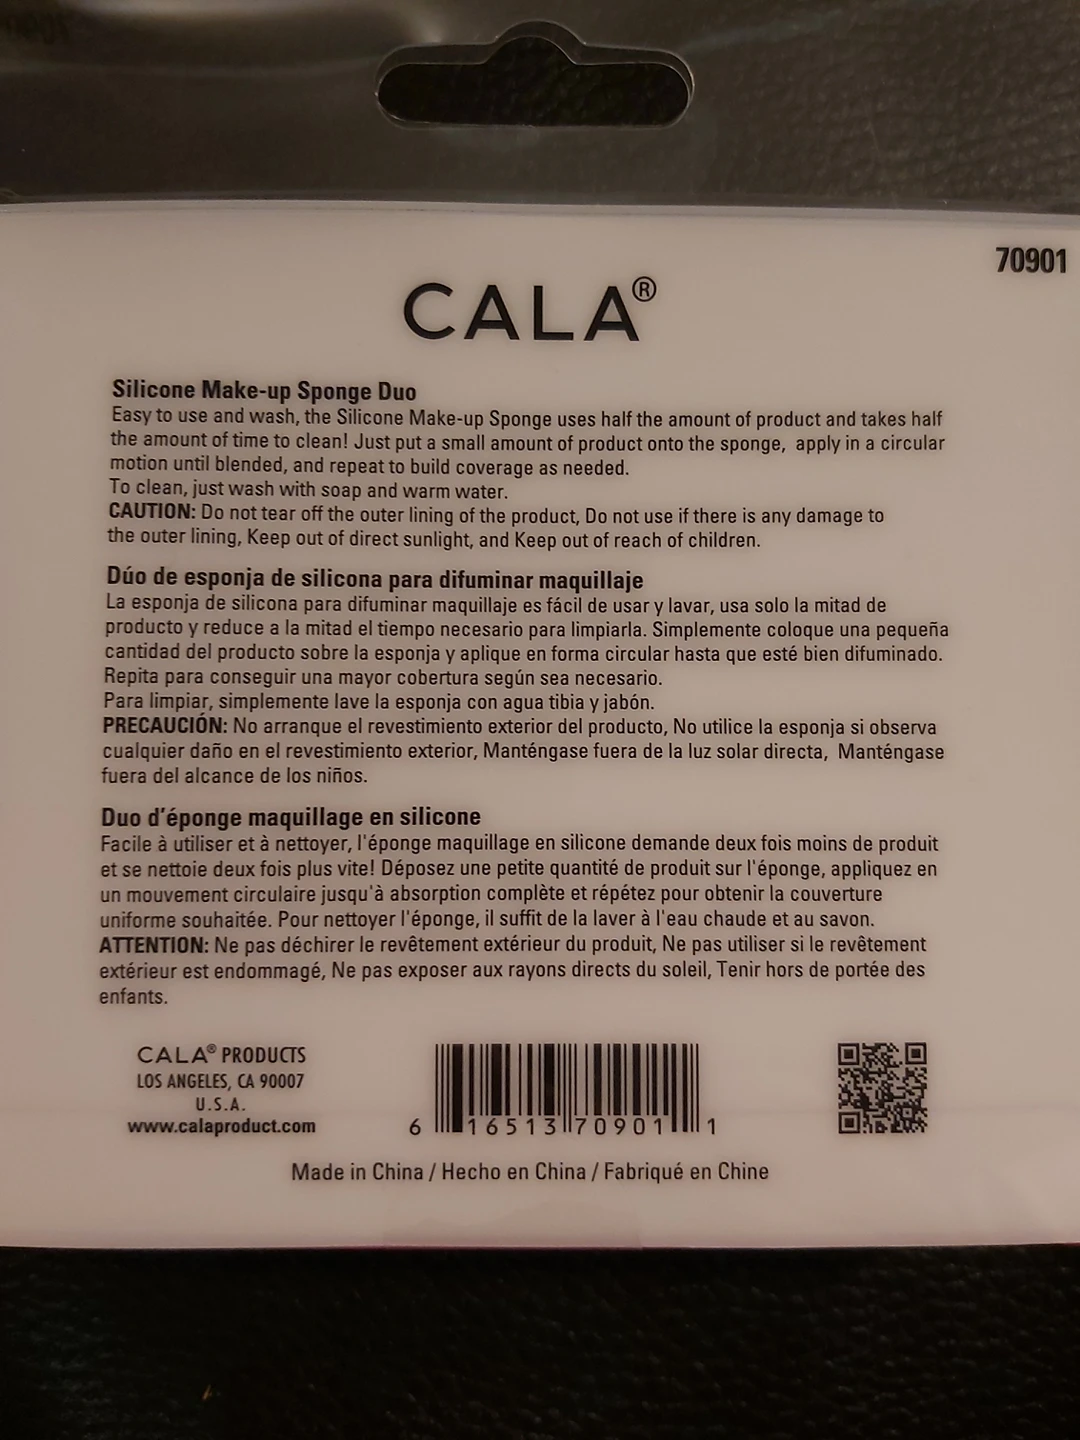 70901
CALA®
Silicone Make-up Sponge Duo
Easy to use and wash, the Silicone Make-up Sponge uses half the amount of product and takes half
the amount of time to clean! Just put a small amount of product onto the sponge, apply in a circular
motion until blended, and repeat to build coverage as needed.
To clean, just wash with soap and warm water.
CAUTION: Do not tear off the outer lining of the product, Do not use if there is any damage to
the outer lining, Keep out of direct sunlight, and Keep out of reach of children.
Dúo de esponja de silicona para difuminar maquillaje
La esponja de silicona para difuminar maquillaje es fácil de usar y lavar, usa solo la mitad de
producto y reduce a la mitad el tiempo necesario para limpiarla. Simplemente coloque una pequeña
cantidad del producto sobre la esponja y aplique en forma circular hasta que esté bien difuminado.
Repita para conseguir una mayor cobertura según sea necesario.
Para limpiar, simplemente lave la esponja con agua tibia y jabón.
PRECAUCIÓN: No arranque el revestimiento exterior del producto, No utilice la esponja si observa
cualquier daño en el revestimiento exterior, Manténgase fuera de la luz solar directa, Manténgase
fuera del alcance de los niños.
Duo d'éponge maquillage en silicone
Facile à utiliser et à nettoyer, l'éponge maquillage en silicone demande deux fois moins de produit
et se nettoie deux fois plus vite! Déposez une petite quantité de produit sur l'éponge, appliquez en
un mouvement circulaire jusqu'à absorption complète et répétez pour obtenir la couverture
uniforme souhaitée. Pour nettoyer l'éponge, il suffit de la laver à l'eau chaude et au savon.
ATTENTION: Ne pas déchirer le revêtement extérieur du produit, Ne pas utiliser si le revêtement
extérieur est endommagé, Ne pas exposer aux rayons directs du soleil, Tenir hors de portée des
enfants.
CALA® PRODUCTS
LOS ANGELES, CA 90007
U.S.A.
www.calaproduct.com
6 16513 70901 1
Made in China / Hecho en China / Fabriqué en Chine